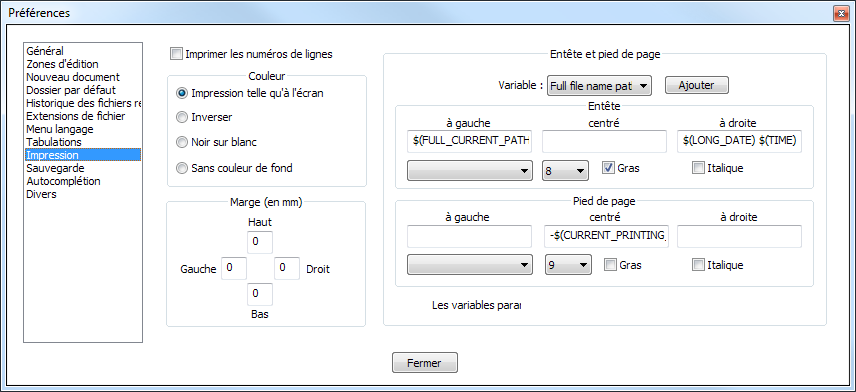 Préférences
Général
Zones d'édition
Nouveau document
Dossier par défaut
Historique des fichiers re
Extensions de fichier
Menu langage
Tabulations
Impression
Sauvegarde
Autocomplétion
Divers
Imprimer les numéros de lignes
Couleur
Impression telle qu'à l'écran
Inverser
Noir sur blanc
Sans couleur de fond
Marge (en mm)
Haut
0
Gauche 0 0 Droit
0
Bas
Entête et pied de page
Variable : Full file name pat Ajouter
Entête
à gauche centré à droite
$(FULL_CURRENT_PATH $(LONG_DATE) $(TIME)
8 Gras Italique
Pied de page
à gauche centré à droite
-$(CURRENT_PRINTING_
9 Gras Italique
Les variables para
Fermer